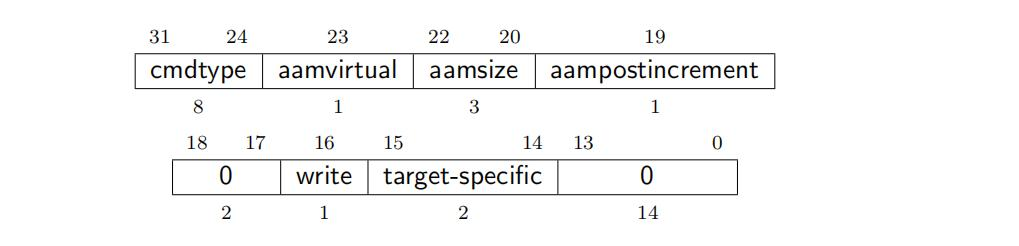 31 24 23 22 20 19
cmdtype aamvirtual aamsize aampostincrement
8 1 3 1
18 17 16 15 14 13 0
0 write target-specific 0
2 1 2 14